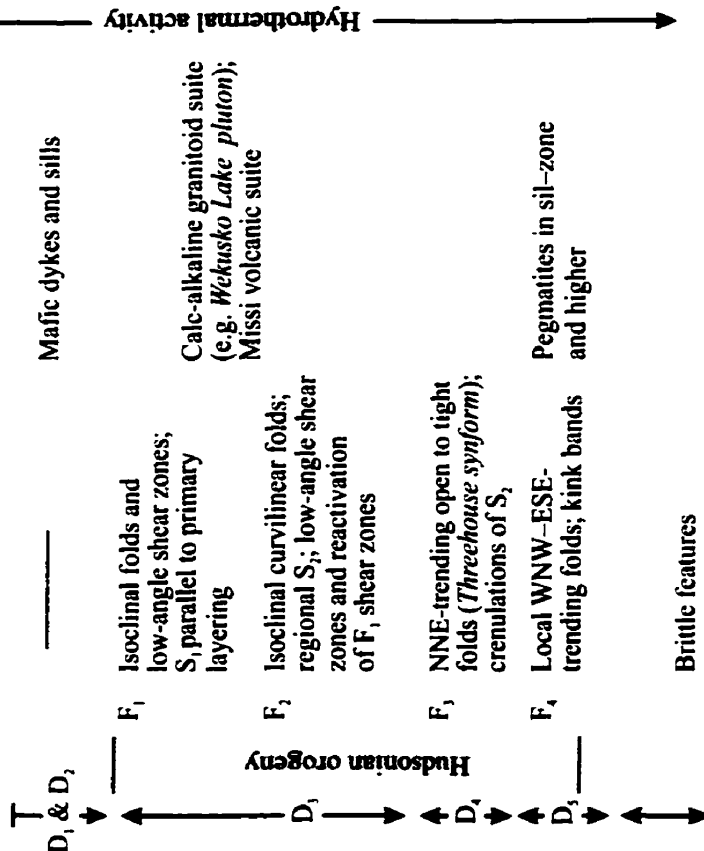 D₁ & D₂
Mafic dykes and sills
Hydrothermal activity
Hudsonian orogeny
D₃
F₁
Isoclinal folds and
low-angle shear zones;
S₁ parallel to primary
layering
Calc-alkaline granitoid suite
(e.g. Wekusko Lake pluton);
Missi volcanic suite
F₂
Isoclinal curvilinear folds;
regional S₂; low-angle shear
zones and reactivation
of F₁ shear zones
D₄
F₃
NNE-trending open to tight
folds (Threehouse synform);
crenulations of S₂
D₅
F₄
Local WNW–ESE-
trending folds; kink bands
Pegmatites in sil–zone
and higher
Brittle features